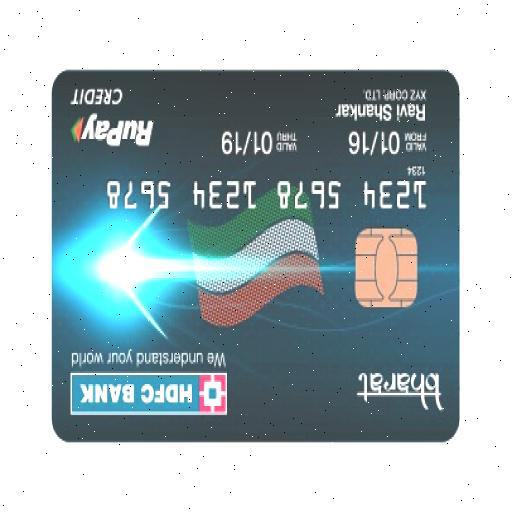 bharat
HDFC BANK
We understand your world
1234 5678 1234 5678
1234
VALID FROM 01/16 VALID THRU 01/19
Ravi Shankar
XYZ CORP. LTD.
RuPay
CREDIT